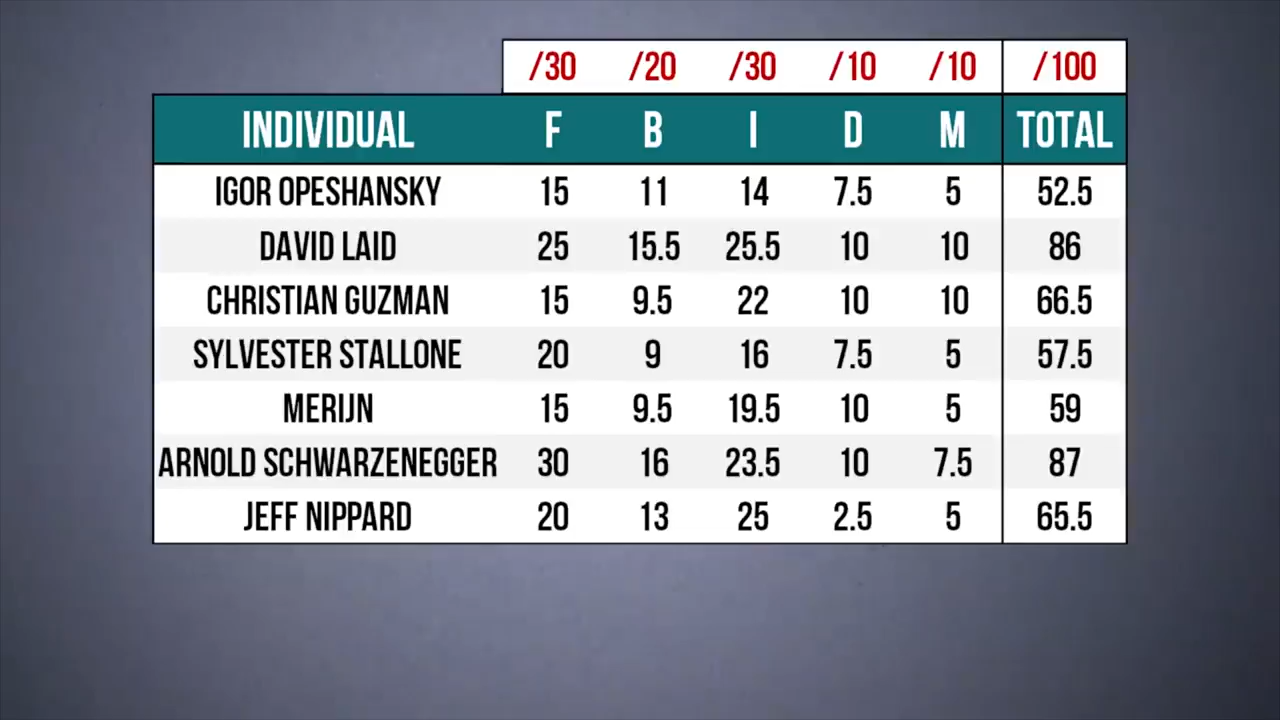 /30 /20 /30 /10 /10 /100
INDIVIDUAL F B I D M TOTAL
IGOR OPESHANSKY 15 11 14 7.5 5 52.5
DAVID LAID 25 15.5 25.5 10 10 86
CHRISTIAN GUZMAN 15 9.5 22 10 10 66.5
SYLVESTER STALLONE 20 9 16 7.5 5 57.5
MERIJN 15 9.5 19.5 10 5 59
ARNOLD SCHWARZENEGGER 30 16 23.5 10 7.5 87
JEFF NIPPARD 20 13 25 2.5 5 65.5